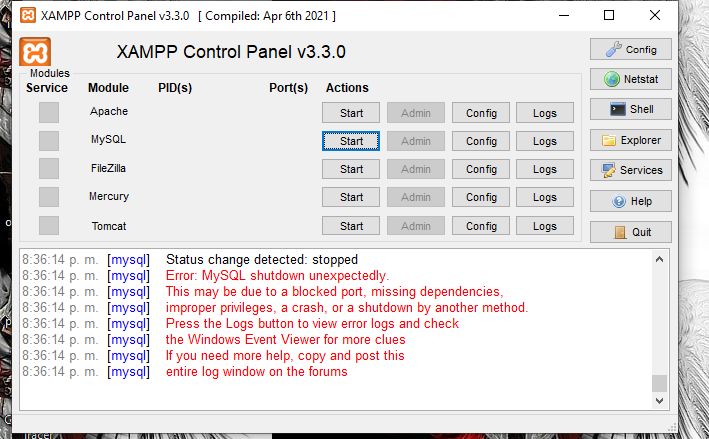 XAMPP Control Panel v3.3.0 [ Compiled: Apr 6th 2021 ]
XAMPP Control Panel v3.3.0
Config
Modules
Service Module PID(s) Port(s) Actions
Netstat
Apache Start Admin Config Logs
Shell
MySQL Start Admin Config Logs
Explorer
FileZilla Start Admin Config Logs
Services
Mercury Start Admin Config Logs
Help
Tomcat Start Admin Config Logs
Quit
8:36:14 p. m. [mysql] Status change detected: stopped
8:36:14 p. m. [mysql] Error: MySQL shutdown unexpectedly.
8:36:14 p. m. [mysql] This may be due to a blocked port, missing dependencies,
8:36:14 p. m. [mysql] improper privileges, a crash, or a shutdown by another method.
8:36:14 p. m. [mysql] Press the Logs button to view error logs and check
8:36:14 p. m. [mysql] the Windows Event Viewer for more clues
8:36:14 p. m. [mysql] If you need more help, copy and post this
8:36:14 p. m. [mysql] entire log window on the forums
Tracer